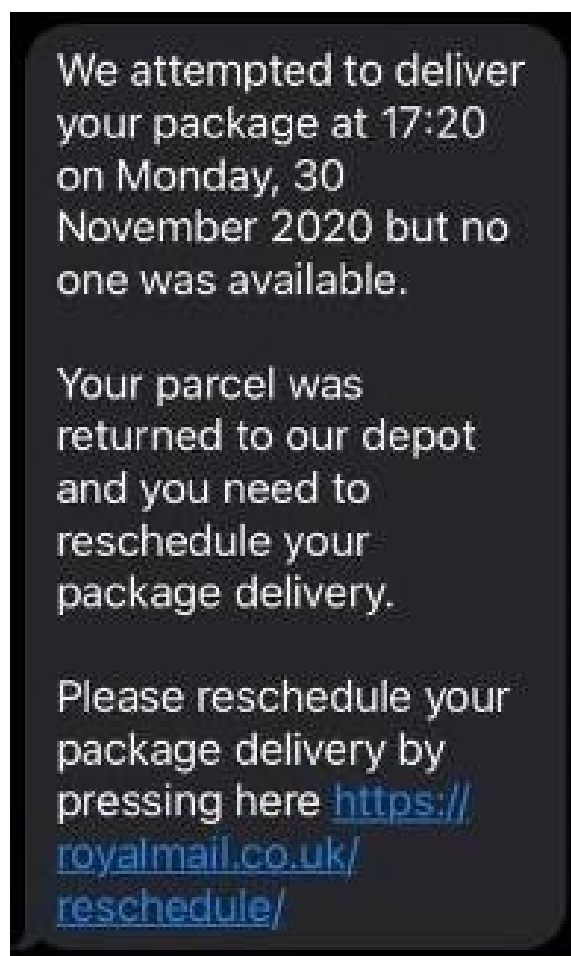 We attempted to deliver
your package at 17:20
on Monday, 30
November 2020 but no
one was available.
Your parcel was
returned to our depot
and you need to
reschedule your
package delivery.
Please reschedule your
package delivery by
pressing here https://
royalmail.co.uk/
reschedule/